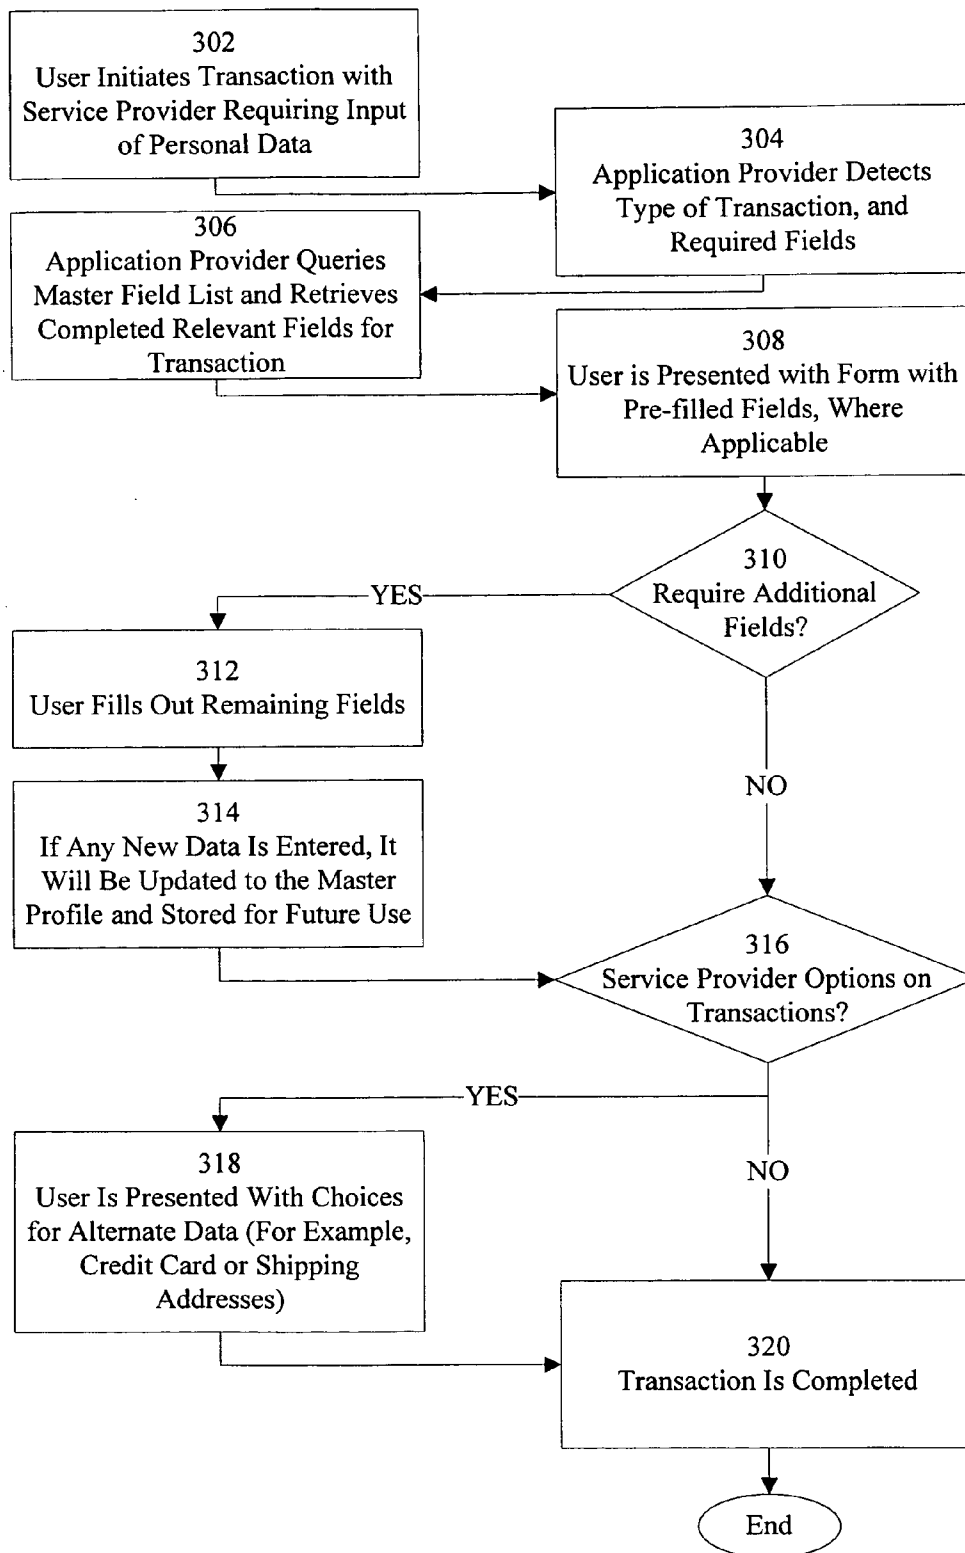 302
User Initiates Transaction with
Service Provider Requiring Input
of Personal Data
304
Application Provider Detects
Type of Transaction, and
Required Fields
306
Application Provider Queries
Master Field List and Retrieves
Completed Relevant Fields for
Transaction
308
User is Presented with Form with
Pre-filled Fields, Where
Applicable
310
Require Additional
Fields?
YES
312
User Fills Out Remaining Fields
NO
314
If Any New Data Is Entered, It
Will Be Updated to the Master
Profile and Stored for Future Use
316
Service Provider Options on
Transactions?
YES
318
User Is Presented With Choices
for Alternate Data (For Example,
Credit Card or Shipping
Addresses)
NO
320
Transaction Is Completed
End